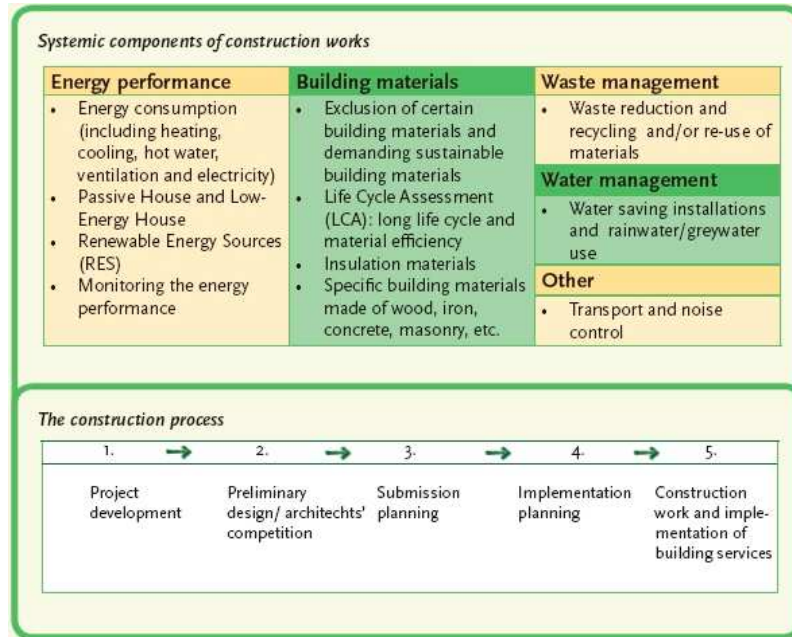 Systemic components of construction works
Energy performance
• Energy consumption
(including heating,
cooling, hot water,
ventilation and electricity)
• Passive House and Low-
Energy House
• Renewable Energy Sources
(RES)
• Monitoring the energy
performance
Building materials
• Exclusion of certain
building materials and
demanding sustainable
building materials
• Life Cycle Assessment
(LCA): long life cycle and
material efficiency
• Insulation materials
• Specific building materials
made of wood, iron,
concrete, masonry, etc.
Waste management
• Waste reduction and
recycling and/or re-use of
materials
Water management
• Water saving installations
and rainwater/greywater
use
Other
• Transport and noise
control
The construction process
1. → 2. → 3. → 4. → 5.
Project
development
Preliminary
design/ architechts'
competition
Submission
planning
Implementation
planning
Construction
work and imple-
mentation of
building services